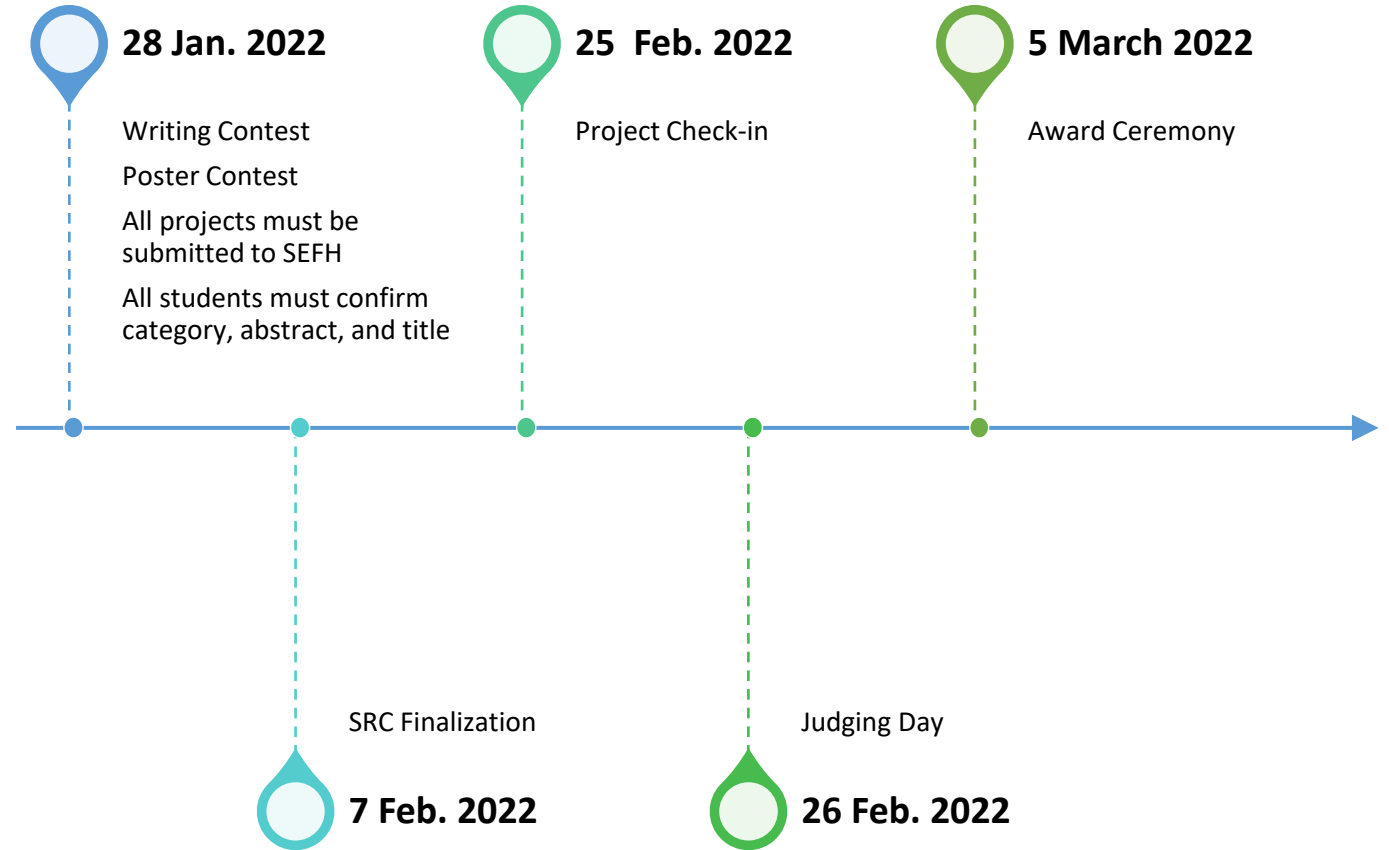 28 Jan. 2022
Writing Contest
Poster Contest
All projects must be
submitted to SEFH
All students must confirm
category, abstract, and title
7 Feb. 2022
SRC Finalization
25  Feb. 2022
Project Check-in
26 Feb. 2022
Judging Day
5 March 2022
Award Ceremony